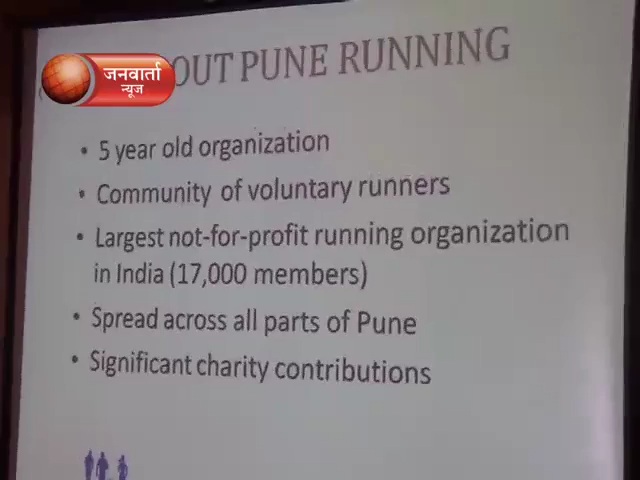 जनवार्ता
न्यूज
OUT PUNE RUNNING
• 5 year old organization
• Community of voluntary runners
• Largest not-for-profit running organization
in India (17,000 members)
• Spread across all parts of Pune
• Significant charity contributions